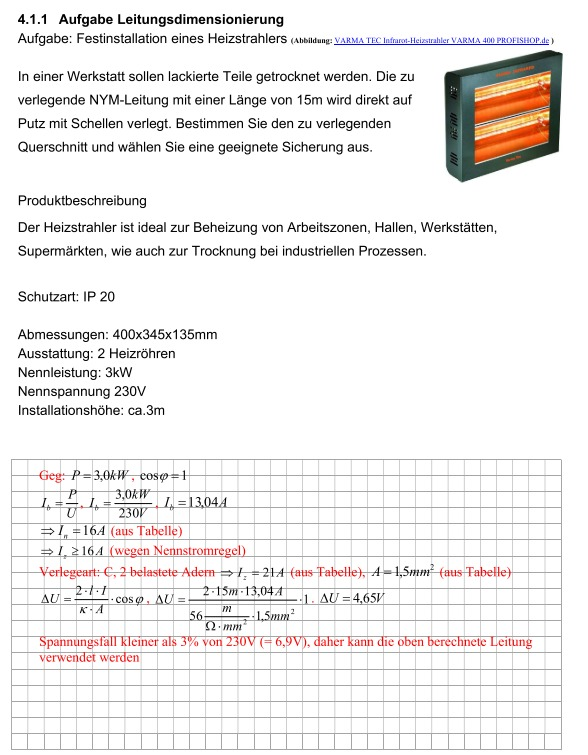 4.1.1 Aufgabe Leitungsdimensionierung
Aufgabe: Festinstallation eines Heizstrahlers (Abbildung: VARMA TEC Infrarot-Heizstrahler VARMA 400 PROFISHOP.de )
In einer Werkstatt sollen lackierte Teile getrocknet werden. Die zu
verlegende NYM-Leitung mit einer Länge von 15m wird direkt auf
Putz mit Schellen verlegt. Bestimmen Sie den zu verlegenden
Querschnitt und wählen Sie eine geeignete Sicherung aus.
Produktbeschreibung
Der Heizstrahler ist ideal zur Beheizung von Arbeitszonen, Hallen, Werkstätten,
Supermärkten, wie auch zur Trocknung bei industriellen Prozessen.
Schutzart: IP 20
Abmessungen: 400x345x135mm
Ausstattung: 2 Heizröhren
Nennleistung: 3kW
Nennspannung 230V
Installationshöhe: ca.3m
Geg: P = 3,0kW , cos φ = 1
I_b = P/U , I_b = 3,0kW/230V , I_b = 13,04A
⇒ I_n = 16A (aus Tabelle)
⇒ I_z ≥ 16A (wegen Nennstromregel)
Verlegeart: C, 2 belastete Adern ⇒ I_z = 21A (aus Tabelle), A = 1,5mm² (aus Tabelle)
ΔU = (2·l·I)/(κ·A) · cos φ , ΔU = (2·15m·13,04A)/(56 m/(Ω·mm²) ·1,5mm²) ·1 . ΔU = 4,65V
Spannungsfall kleiner als 3% von 230V (= 6,9V), daher kann die oben berechnete Leitung
verwendet werden